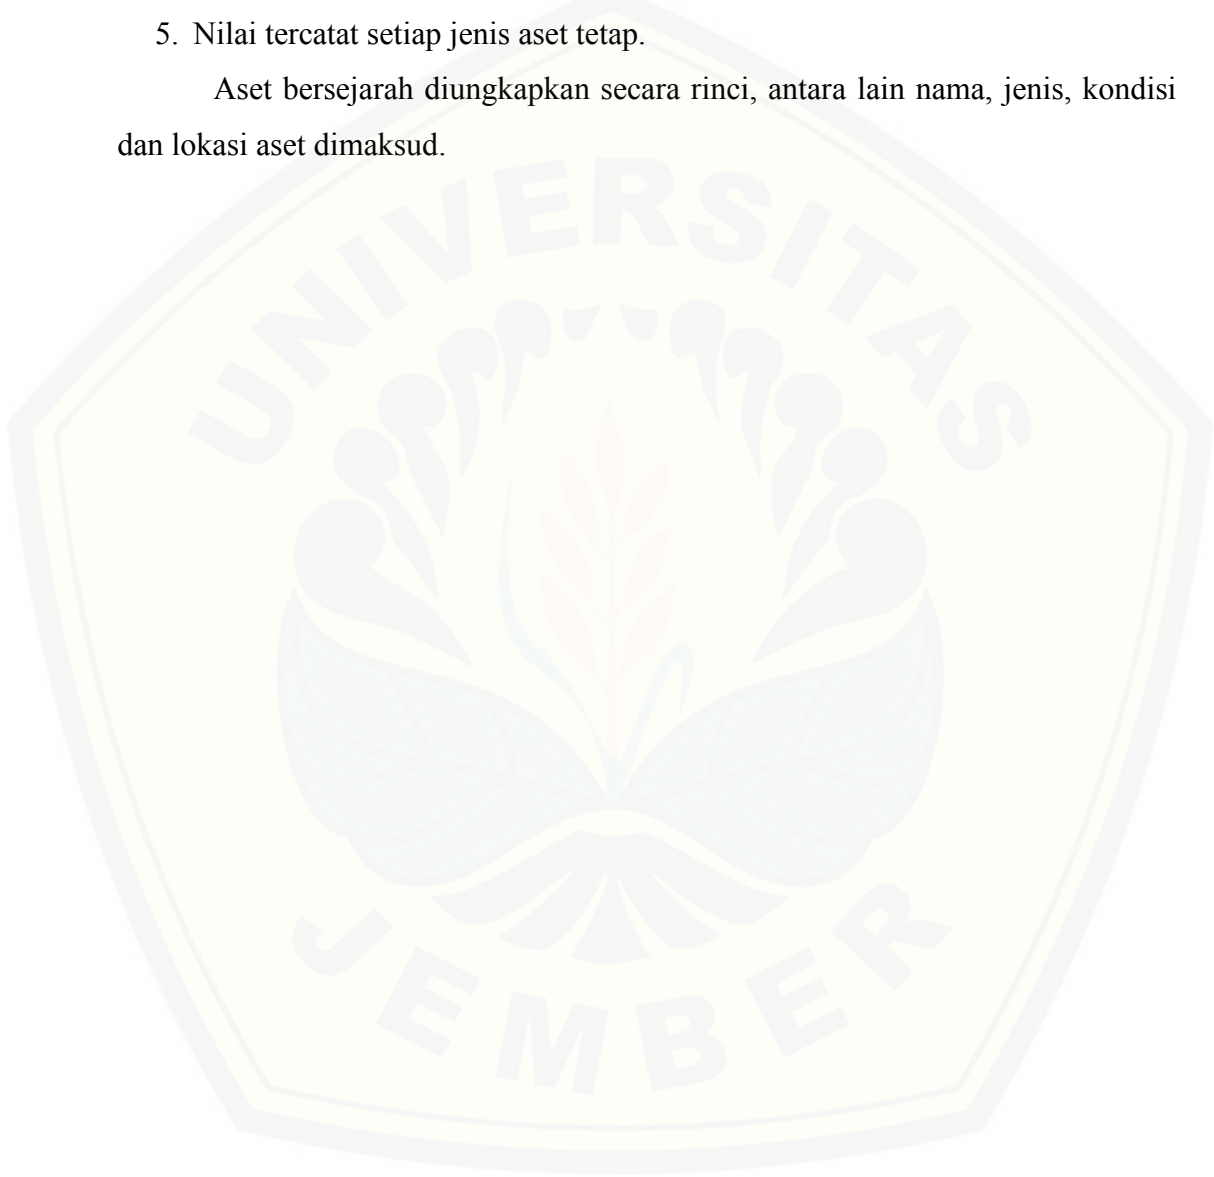 5. Nilai tercatat setiap jenis aset tetap.
Aset bersejarah diungkapkan secara rinci, antara lain nama, jenis, kondisi
dan lokasi aset dimaksud.
UNIVERSITAS
JEMBER